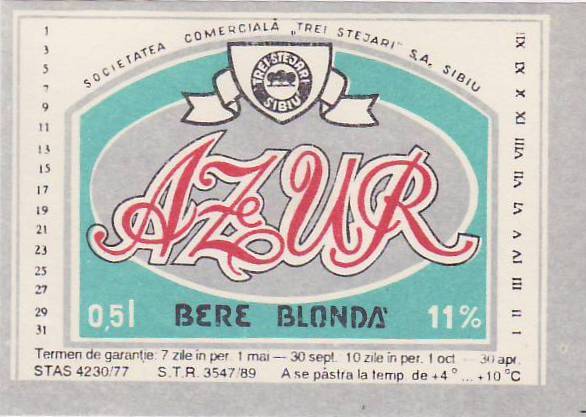 SOCIETATEA COMERCIALĂ „TREI STEJARI" S.A. SIBIU
TREI STEJARI
SIBIU
1
3
5
7
9
11
13
15
17
19
21
23
25
27
29
31
IX
IX
X
XI
VIII
VII
VI
V
IV
III
II
I
AZUR
0,5l BERE BLONDĂ 11%
Termen de garanție: 7 zile în per. 1 mai — 30 sept. 10 zile în per. 1 oct. — 30 apr.
STAS 4230/77 S.T.R. 3547/89 A se păstra la temp. de +4° ... +10°C